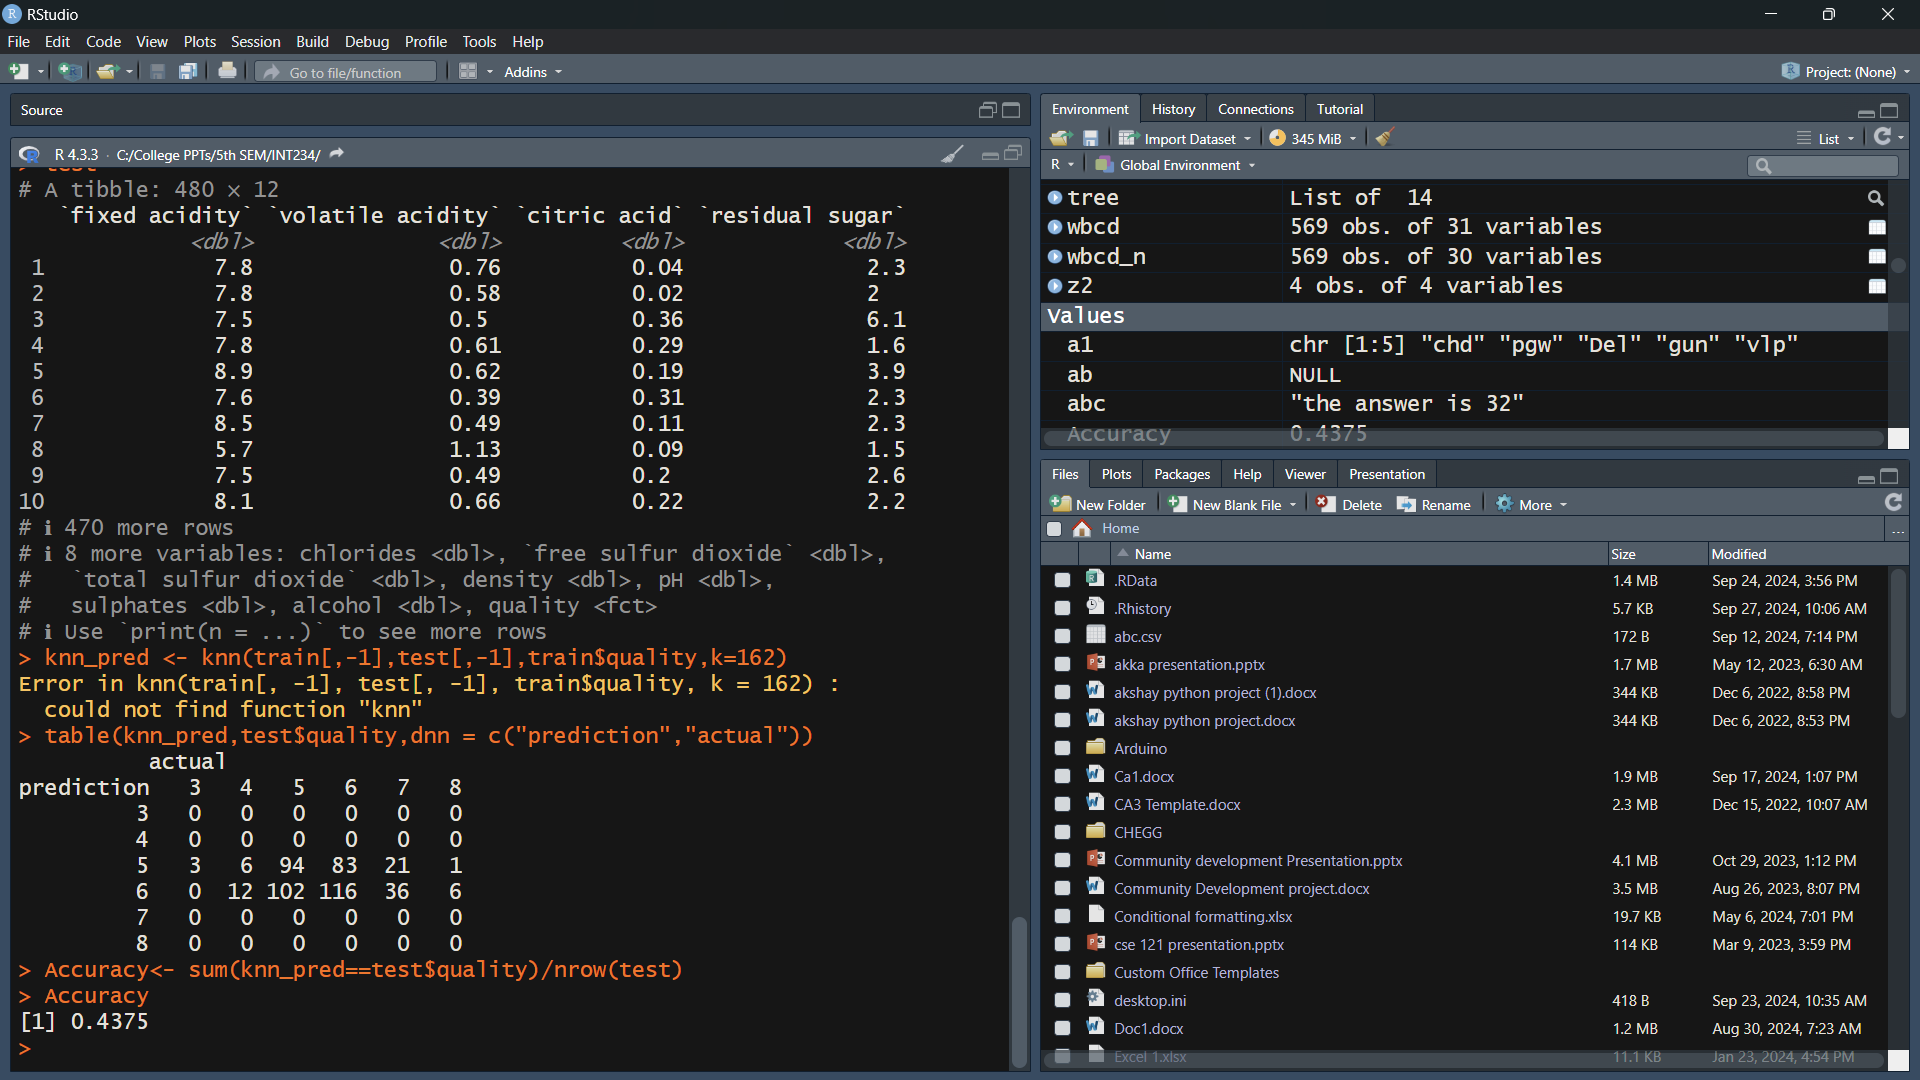 RStudio
File Edit Code View Plots Session Build Debug Profile Tools Help
Go to file/function Addins Project: (None)
Source
R 4.3.3 · C:/College PPTs/5th SEM/INT234/
# A tibble: 480 × 12
`fixed acidity` `volatile acidity` `citric acid` `residual sugar`
<dbl> <dbl> <dbl> <dbl>
1 7.8 0.76 0.04 2.3
2 7.8 0.58 0.02 2
3 7.5 0.5 0.36 6.1
4 7.8 0.61 0.29 1.6
5 8.9 0.62 0.19 3.9
6 7.6 0.39 0.31 2.3
7 8.5 0.49 0.11 2.3
8 5.7 1.13 0.09 1.5
9 7.5 0.49 0.2 2.6
10 8.1 0.66 0.22 2.2
# ℹ 470 more rows
# ℹ 8 more variables: chlorides <dbl>, `free sulfur dioxide` <dbl>,
# `total sulfur dioxide` <dbl>, density <dbl>, pH <dbl>,
# sulphates <dbl>, alcohol <dbl>, quality <fct>
# ℹ Use `print(n = ...)` to see more rows
> knn_pred <- knn(train[,-1],test[,-1],train$quality,k=162)
Error in knn(train[, -1], test[, -1], train$quality, k = 162) :
could not find function "knn"
> table(knn_pred,test$quality,dnn = c("prediction","actual"))
actual
prediction 3 4 5 6 7 8
3 0 0 0 0 0 0
4 0 0 0 0 0 0
5 3 6 94 83 21 1
6 0 12 102 116 36 6
7 0 0 0 0 0 0
8 0 0 0 0 0 0
> Accuracy<- sum(knn_pred==test$quality)/nrow(test)
> Accuracy
[1] 0.4375
>
Environment History Connections Tutorial
Import Dataset 345 MiB List
R Global Environment
tree List of 14
wbcd 569 obs. of 31 variables
wbcd_n 569 obs. of 30 variables
z2 4 obs. of 4 variables
Values
a1 chr [1:5] "chd" "pgw" "Del" "gun" "vlp"
ab NULL
abc "the answer is 32"
Accuracy 0.4375
Files Plots Packages Help Viewer Presentation
New Folder New Blank File Delete Rename More
Home ...
Name Size Modified
.RData 1.4 MB Sep 24, 2024, 3:56 PM
.Rhistory 5.7 KB Sep 27, 2024, 10:06 AM
abc.csv 172 B Sep 12, 2024, 7:14 PM
akka presentation.pptx 1.7 MB May 12, 2023, 6:30 AM
akshay python project (1).docx 344 KB Dec 6, 2022, 8:58 PM
akshay python project.docx 344 KB Dec 6, 2022, 8:53 PM
Arduino
Ca1.docx 1.9 MB Sep 17, 2024, 1:07 PM
CA3 Template.docx 2.3 MB Dec 15, 2022, 10:07 AM
CHEGG
Community development Presentation.pptx 4.1 MB Oct 29, 2023, 1:12 PM
Community Development project.docx 3.5 MB Aug 26, 2023, 8:07 PM
Conditional formatting.xlsx 19.7 KB May 6, 2024, 7:01 PM
cse 121 presentation.pptx 114 KB Mar 9, 2023, 3:59 PM
Custom Office Templates
desktop.ini 418 B Sep 23, 2024, 10:35 AM
Doc1.docx 1.2 MB Aug 30, 2024, 7:23 AM
Excel 1.xlsx 11.1 KB Jan 23, 2024, 4:54 PM